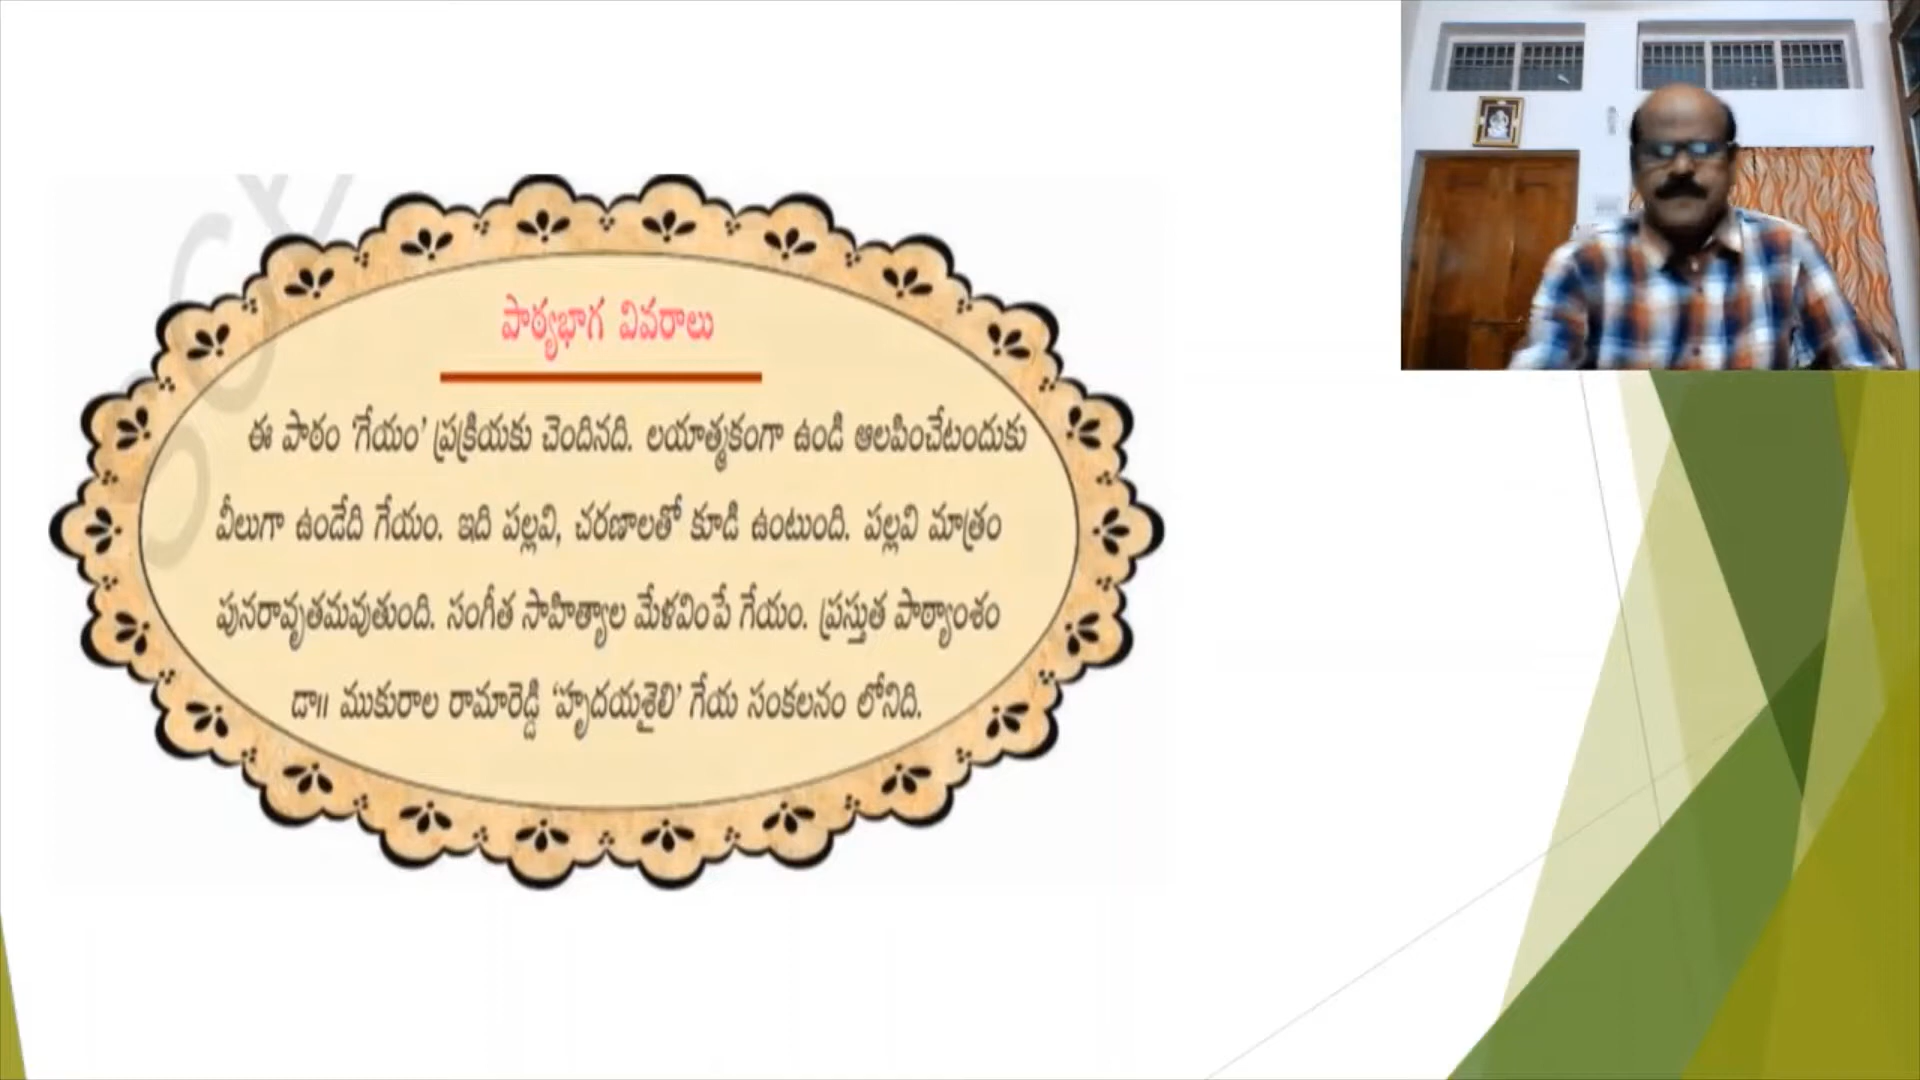 పాఠ్యభాగ వివరాలు
ఈ పాఠం ‘గేయం’ ప్రక్రియకు చెందినది. లయాత్మకంగా ఉండి ఆలపించేటందుకు
వీలుగా ఉండేది గేయం. ఇది పల్లవి, చరణాలతో కూడి ఉంటుంది. పల్లవి మాత్రం
పునరావృతమవుతుంది. సంగీత సాహిత్యాల మేళవింపే గేయం. ప్రస్తుత పాఠ్యాంశం
డా॥ ముకురాల రామారెడ్డి ‘హృదయశైలి’ గేయ సంకలనం లోనిది.